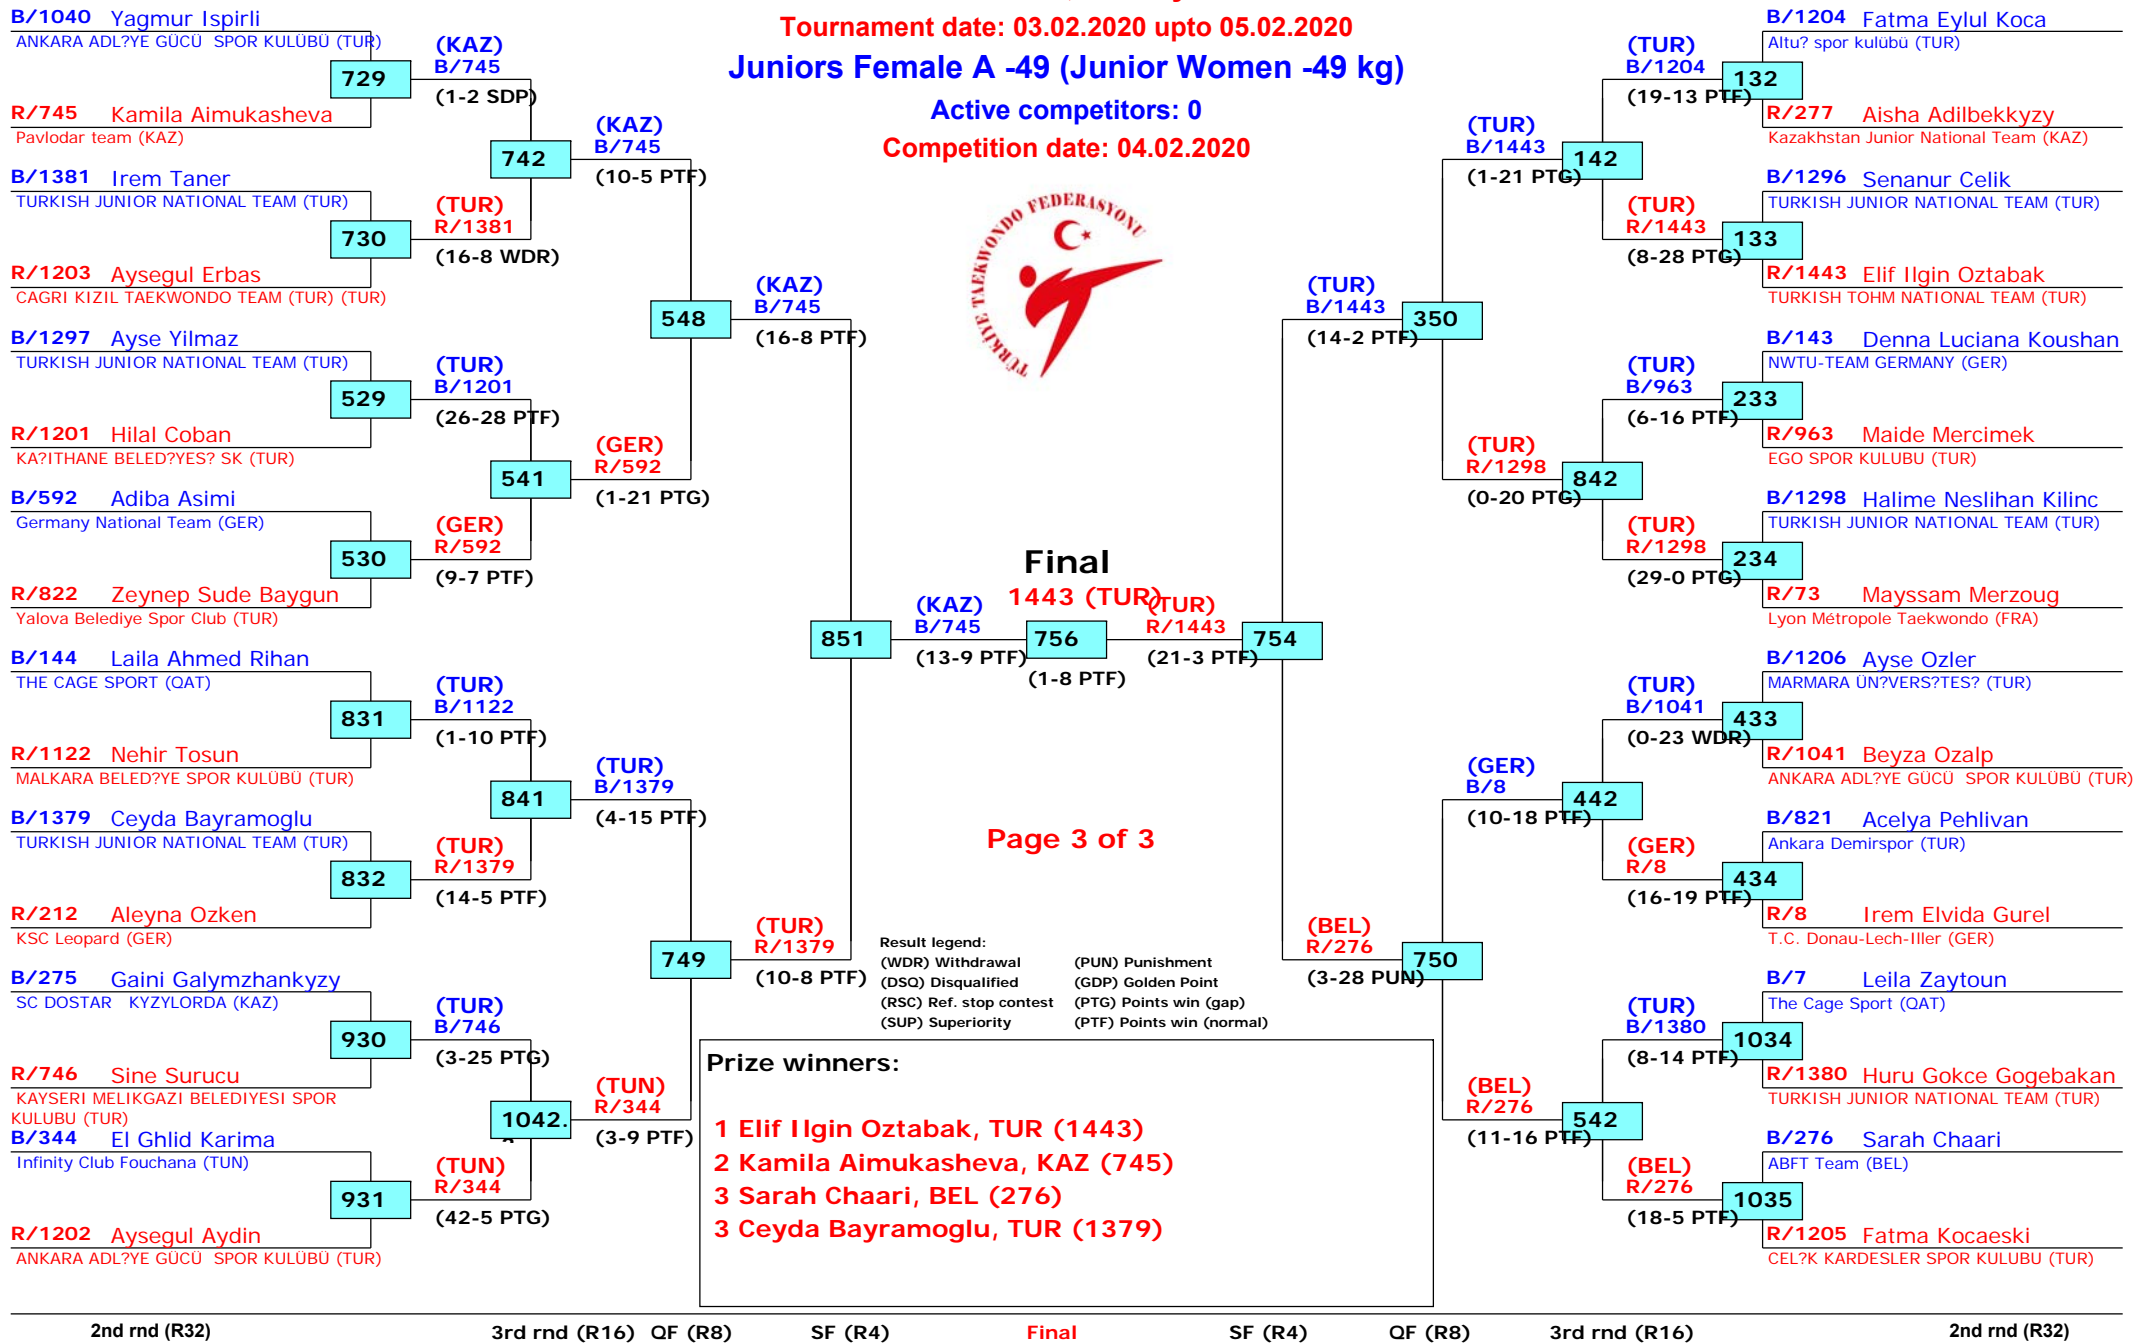 Tournament date: 03.02.2020 upto 05.02.2020
Juniors Female A -49 (Junior Women -49 kg)
Active competitors: 0
Competition date: 04.02.2020
TÜRKİYE TAEKWONDO FEDERASYONU
B/1040 Yagmur Ispirli
ANKARA ADL?YE GÜCÜ SPOR KULÜBÜ (TUR)
729
R/745 Kamila Aimukasheva
Pavlodar team (KAZ)
B/1381 Irem Taner
TURKISH JUNIOR NATIONAL TEAM (TUR)
730
R/1203 Aysegul Erbas
CAGRI KIZIL TAEKWONDO TEAM (TUR) (TUR)
B/1297 Ayse Yilmaz
TURKISH JUNIOR NATIONAL TEAM (TUR)
529
R/1201 Hilal Coban
KA?ITHANE BELED?YES? SK (TUR)
B/592 Adiba Asimi
Germany National Team (GER)
530
R/822 Zeynep Sude Baygun
Yalova Belediye Spor Club (TUR)
B/144 Laila Ahmed Rihan
THE CAGE SPORT (QAT)
831
R/1122 Nehir Tosun
MALKARA BELED?YE SPOR KULÜBÜ (TUR)
B/1379 Ceyda Bayramoglu
TURKISH JUNIOR NATIONAL TEAM (TUR)
832
R/212 Aleyna Ozken
KSC Leopard (GER)
B/275 Gaini Galymzhankyzy
SC DOSTAR KYZYLORDA (KAZ)
930
R/746 Sine Surucu
KAYSERI MELIKGAZI BELEDIYESI SPOR
KULUBU (TUR)
B/344 El Ghlid Karima
Infinity Club Fouchana (TUN)
931
R/1202 Aysegul Aydin
ANKARA ADL?YE GÜCÜ SPOR KULÜBÜ (TUR)
(KAZ)
B/745
(1-2 SDP)
742
(TUR)
R/1381
(16-8 WDR)
(TUR)
B/1201
(26-28 PTF)
541
(GER)
R/592
(9-7 PTF)
(TUR)
B/1122
(1-10 PTF)
841
(TUR)
R/1379
(14-5 PTF)
(TUR)
B/746
(3-25 PTG)
1042.
(TUN)
R/344
(42-5 PTG)
(KAZ)
B/745
(10-5 PTF)
548
(GER)
R/592
(1-21 PTG)
(TUR)
B/1379
(4-15 PTF)
749
(TUN)
R/344
(3-9 PTF)
(KAZ)
B/745
(16-8 PTF)
851
(TUR)
R/1379
(10-8 PTF)
(KAZ)
B/745
(13-9 PTF)
Final
1443 (TUR)
756
(1-8 PTF)
(TUR)
R/1443
(21-3 PTF)
754
(TUR)
B/1443
(14-2 PTF)
350
(BEL)
R/276
(3-28 PUN)
750
(TUR)
B/1443
(1-21 PTG)
142
(TUR)
R/1298
(0-20 PTG)
842
(GER)
B/8
(10-18 PTF)
442
(BEL)
R/276
(11-16 PTF)
542
(TUR)
B/1204
(19-13 PTF)
132
(TUR)
R/1443
(8-28 PTG)
133
(TUR)
B/963
(6-16 PTF)
233
(TUR)
R/1298
(29-0 PTG)
234
(TUR)
B/1041
(0-23 WDR)
433
(GER)
R/8
(16-19 PTF)
434
(TUR)
B/1380
(8-14 PTF)
1034
(BEL)
R/276
(18-5 PTF)
1035
B/1204 Fatma Eylul Koca
Altu? spor kulübü (TUR)
R/277 Aisha Adilbekkyzy
Kazakhstan Junior National Team (KAZ)
B/1296 Senanur Celik
TURKISH JUNIOR NATIONAL TEAM (TUR)
R/1443 Elif Ilgin Oztabak
TURKISH TOHM NATIONAL TEAM (TUR)
B/143 Denna Luciana Koushan
NWTU-TEAM GERMANY (GER)
R/963 Maide Mercimek
EGO SPOR KULUBU (TUR)
B/1298 Halime Neslihan Kilinc
TURKISH JUNIOR NATIONAL TEAM (TUR)
R/73 Mayssam Merzoug
Lyon Métropole Taekwondo (FRA)
B/1206 Ayse Ozler
MARMARA ÜN?VERS?TES? (TUR)
R/1041 Beyza Ozalp
ANKARA ADL?YE GÜCÜ SPOR KULÜBÜ (TUR)
B/821 Acelya Pehlivan
Ankara Demirspor (TUR)
R/8 Irem Elvida Gurel
T.C. Donau-Lech-Iller (GER)
B/7 Leila Zaytoun
The Cage Sport (QAT)
R/1380 Huru Gokce Gogebakan
TURKISH JUNIOR NATIONAL TEAM (TUR)
B/276 Sarah Chaari
ABFT Team (BEL)
R/1205 Fatma Kocaeski
CEL?K KARDESLER SPOR KULUBU (TUR)
Page 3 of 3
Result legend:
(WDR) Withdrawal (PUN) Punishment
(DSQ) Disqualified (GDP) Golden Point
(RSC) Ref. stop contest (PTG) Points win (gap)
(SUP) Superiority (PTF) Points win (normal)
Prize winners:
1 Elif Ilgin Oztabak, TUR (1443)
2 Kamila Aimukasheva, KAZ (745)
3 Sarah Chaari, BEL (276)
3 Ceyda Bayramoglu, TUR (1379)
2nd rnd (R32) 3rd rnd (R16) QF (R8) SF (R4) Final SF (R4) QF (R8) 3rd rnd (R16) 2nd rnd (R32)